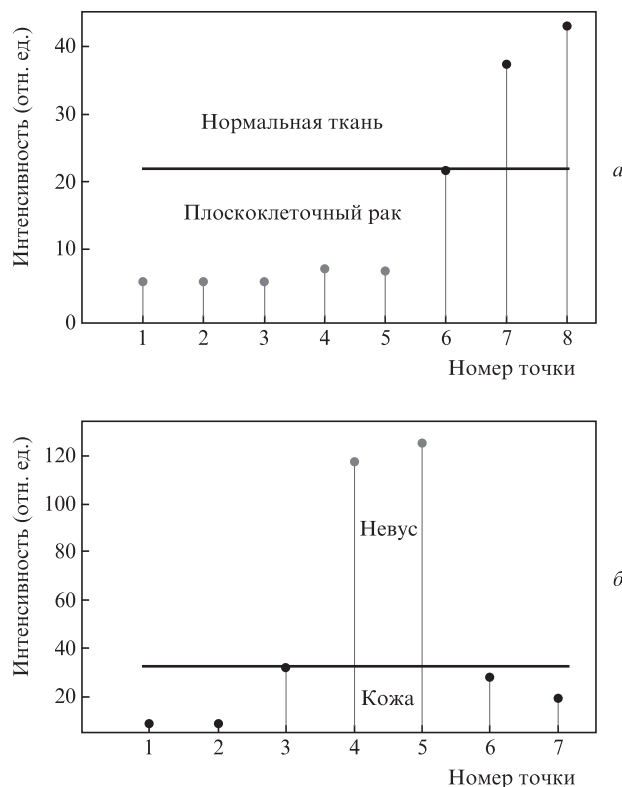 Интенсивность (отн. ед.)
40
30
20
10
0
Нормальная ткань
Плоскоклеточный рак
а
1 2 3 4 5 6 7 8
Номер точки
Интенсивность (отн. ед.)
120
100
80
60
40
20
Невус
Кожа
б
1 2 3 4 5 6 7
Номер точки